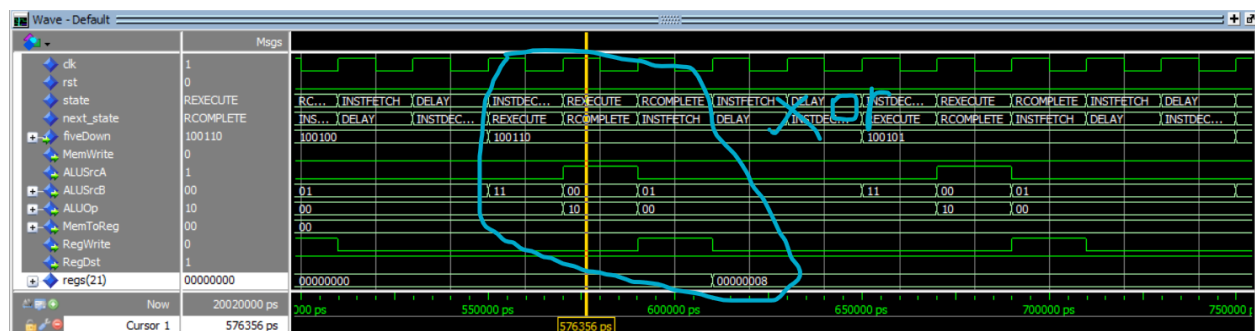 Wave - Default
Msgs
clk 1
rst 0
state REXECUTE RC... INSTFETCH DELAY INSTDEC... REXECUTE RCOMPLETE INSTFETCH DELAY INSTDEC... REXECUTE RCOMPLETE INSTFETCH DELAY
next_state RCOMPLETE INS... DELAY INSTDEC... REXECUTE RCOMPLETE INSTFETCH DELAY INSTDEC... REXECUTE RCOMPLETE INSTFETCH DELAY INSTDEC...
fiveDown 100110 100100 100110 100101
MemWrite 0
ALUSrcA 1
ALUSrcB 00 01 11 00 01 11 00 01
ALUOp 10 00 10 00 10 00
MemToReg 00 00
RegWrite 0
RegDst 1
regs(21) 00000000 00000000 00000008
xor
Now 20020000 ps 000 ps 550000 ps 600000 ps 650000 ps 700000 ps 750000
Cursor 1 576356 ps 576356 ps